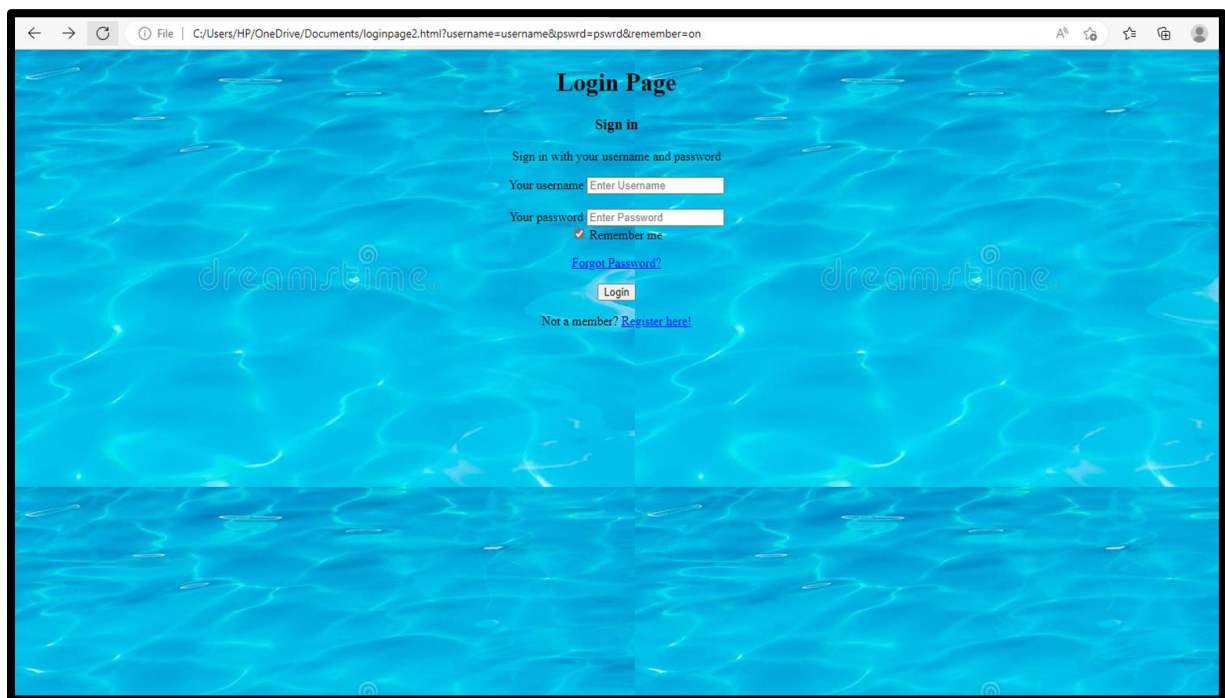 File | C:/Users/HP/OneDrive/Documents/loginpage2.html?username=username&pswrd=pswrd&remember=on
Login Page
Sign in
Sign in with your username and password
Your username Enter Username
Your password Enter Password
Remember me
dreamstime. dreamstime.
Forgot Password?
Login
Not a member? Register here!